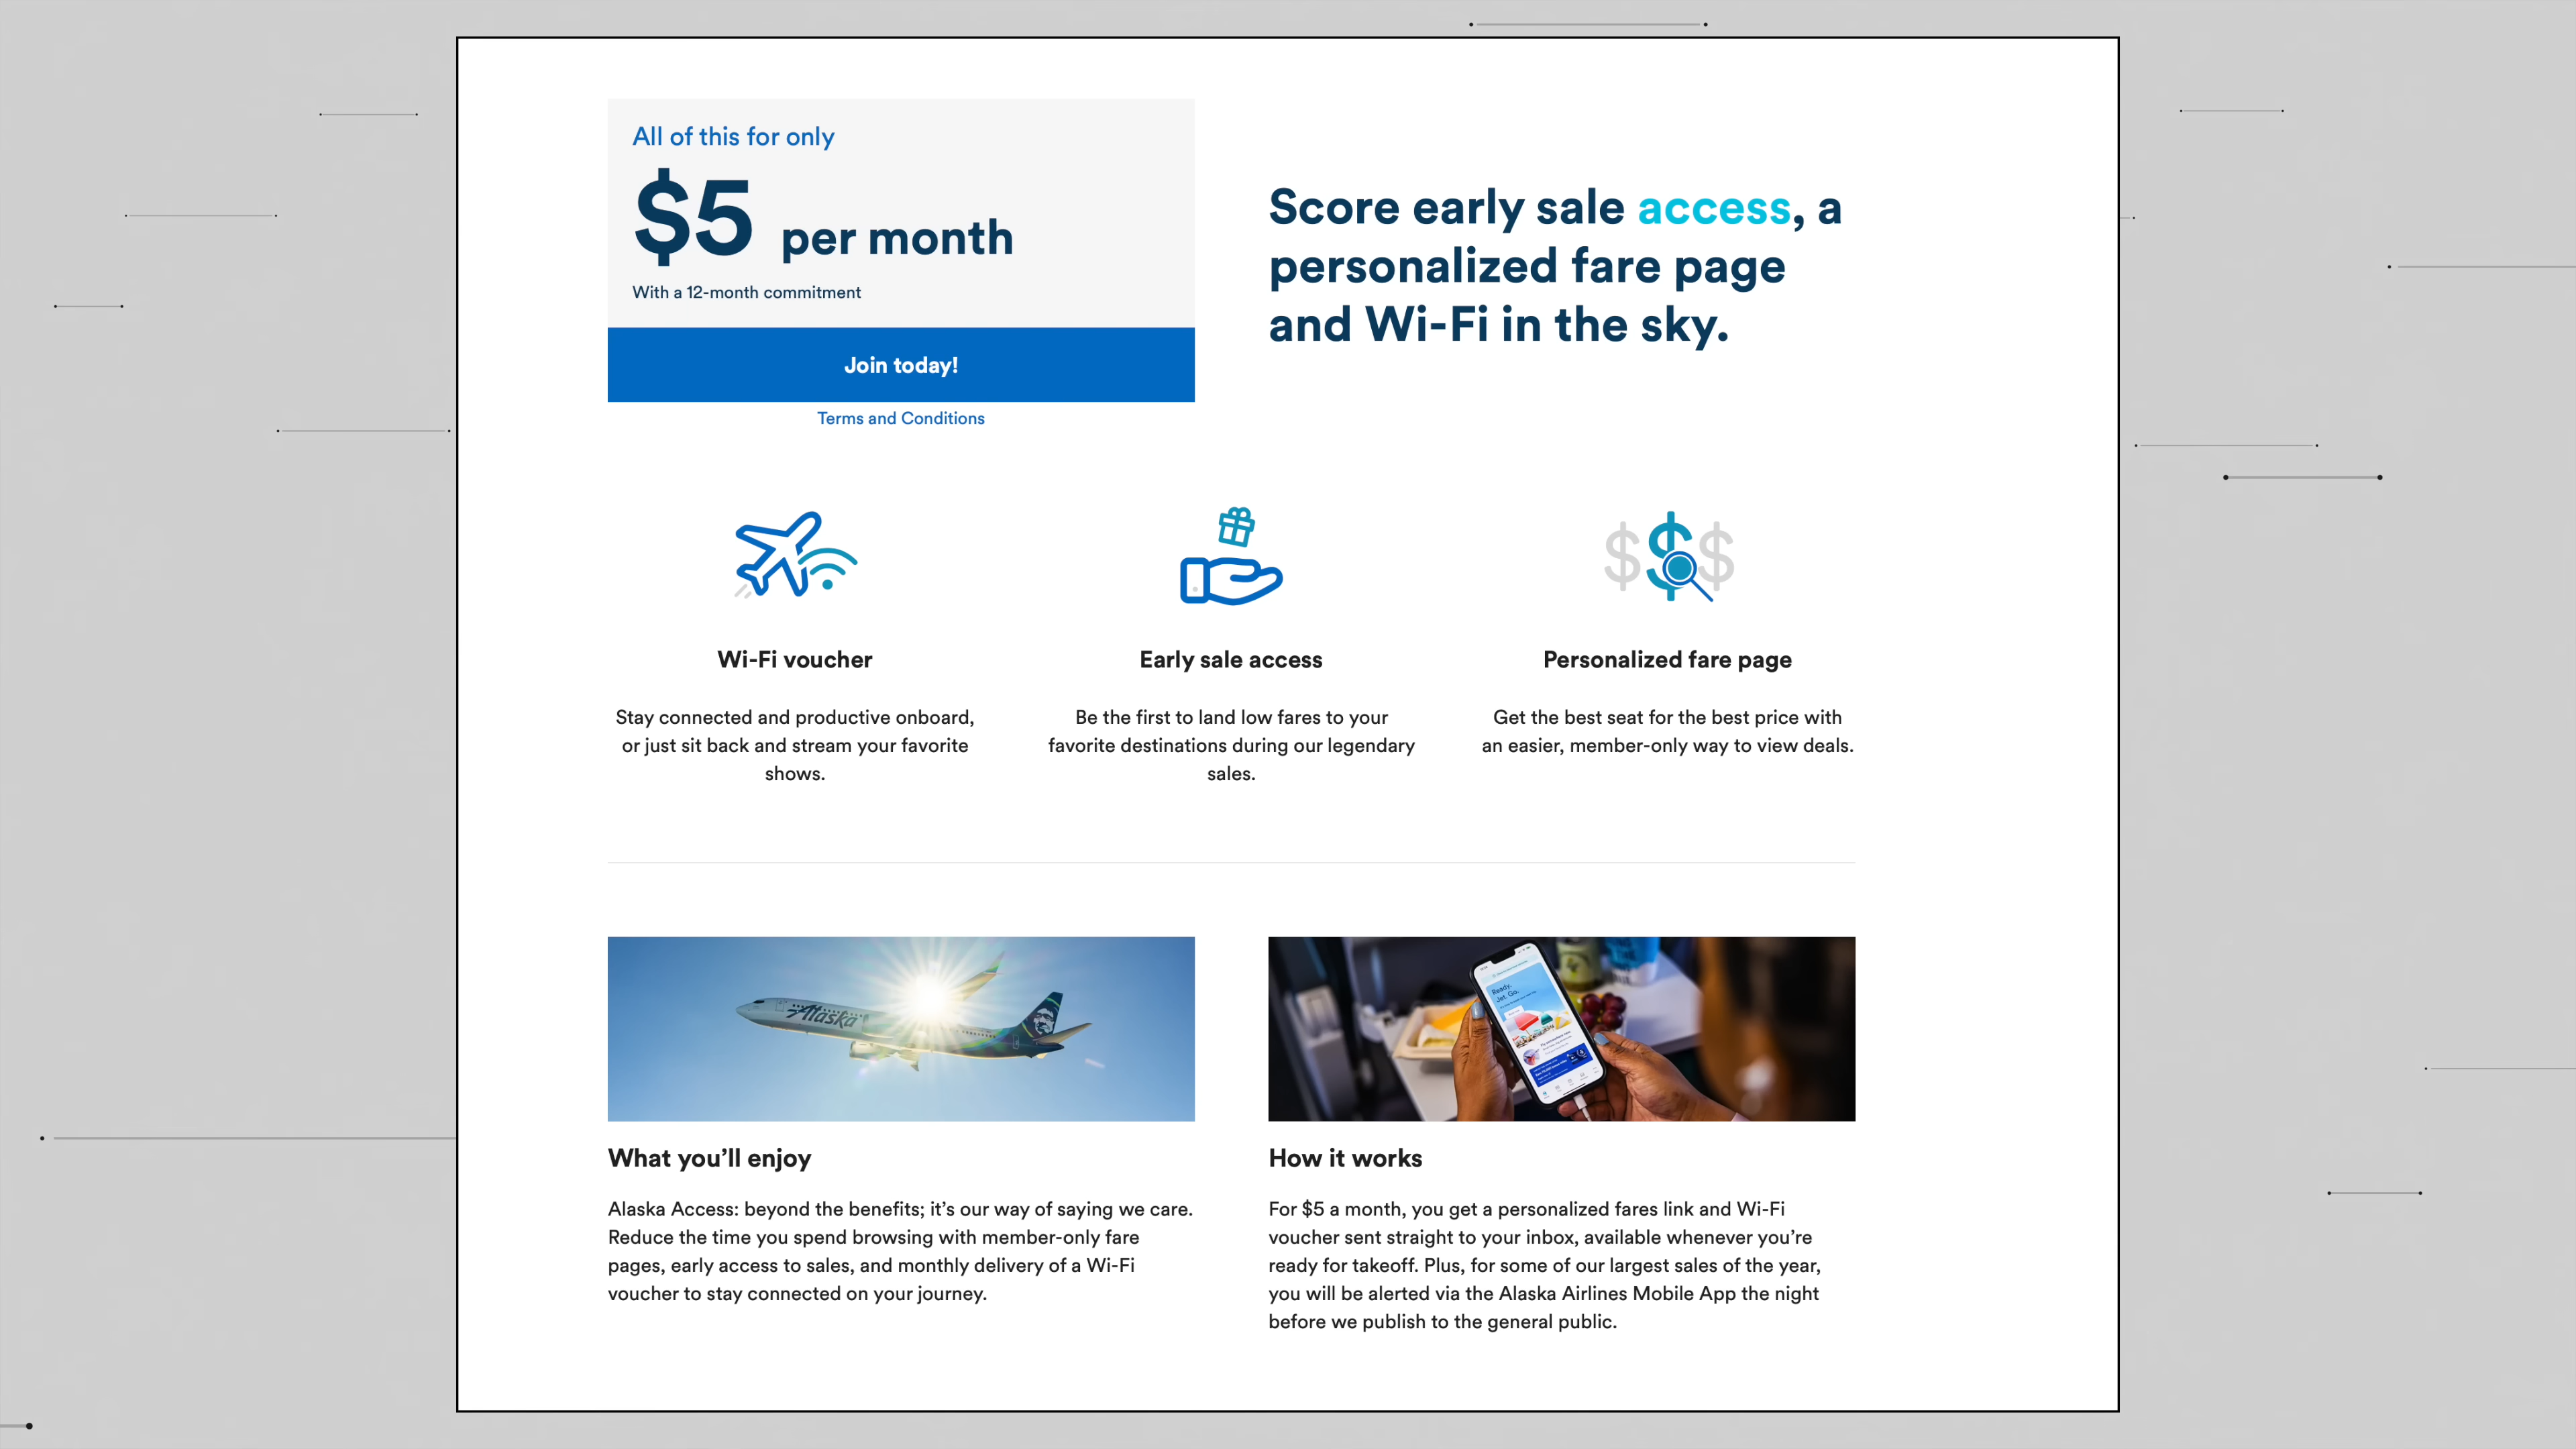 All of this for only
$5 per month
With a 12-month commitment
Join today!
Terms and Conditions
Score early sale access, a
personalized fare page
and Wi-Fi in the sky.
Wi-Fi voucher
Stay connected and productive onboard,
or just sit back and stream your favorite
shows.
Early sale access
Be the first to land low fares to your
favorite destinations during our legendary
sales.
Personalized fare page
Get the best seat for the best price with
an easier, member-only way to view deals.
Alaska
What you’ll enjoy
Alaska Access: beyond the benefits; it’s our way of saying we care.
Reduce the time you spend browsing with member-only fare
pages, early access to sales, and monthly delivery of a Wi-Fi
voucher to stay connected on your journey.
Ready.
Jet. Go.
How it works
For $5 a month, you get a personalized fares link and Wi-Fi
voucher sent straight to your inbox, available whenever you’re
ready for takeoff. Plus, for some of our largest sales of the year,
you will be alerted via the Alaska Airlines Mobile App the night
before we publish to the general public.